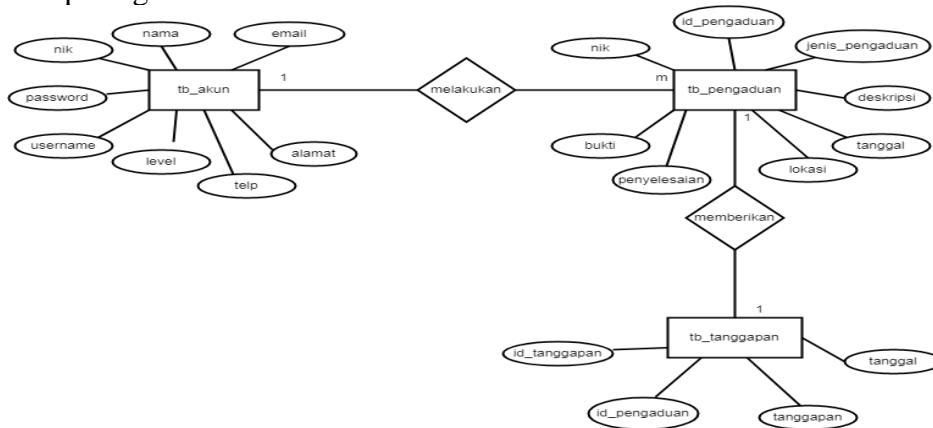 nama
email
nik
password
tb_akun
1
username
level
telp
alamat
melakukan
id_pengaduan
nik
jenis_pengaduan
m
tb_pengaduan
1
deskripsi
bukti
tanggal
penyelesaian
lokasi
memberikan
1
tb_tanggapan
id_tanggapan
tanggal
id_pengaduan
tanggapan